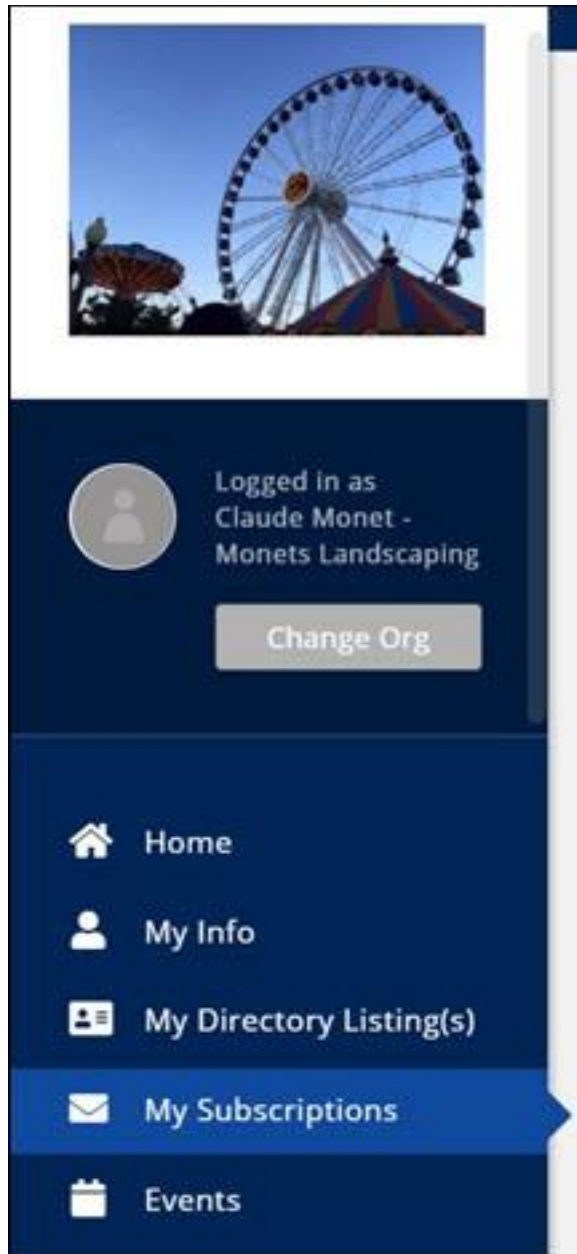 Logged in as
Claude Monet -
Monets Landscaping
Change Org
Home
My Info
My Directory Listing(s)
My Subscriptions
Events